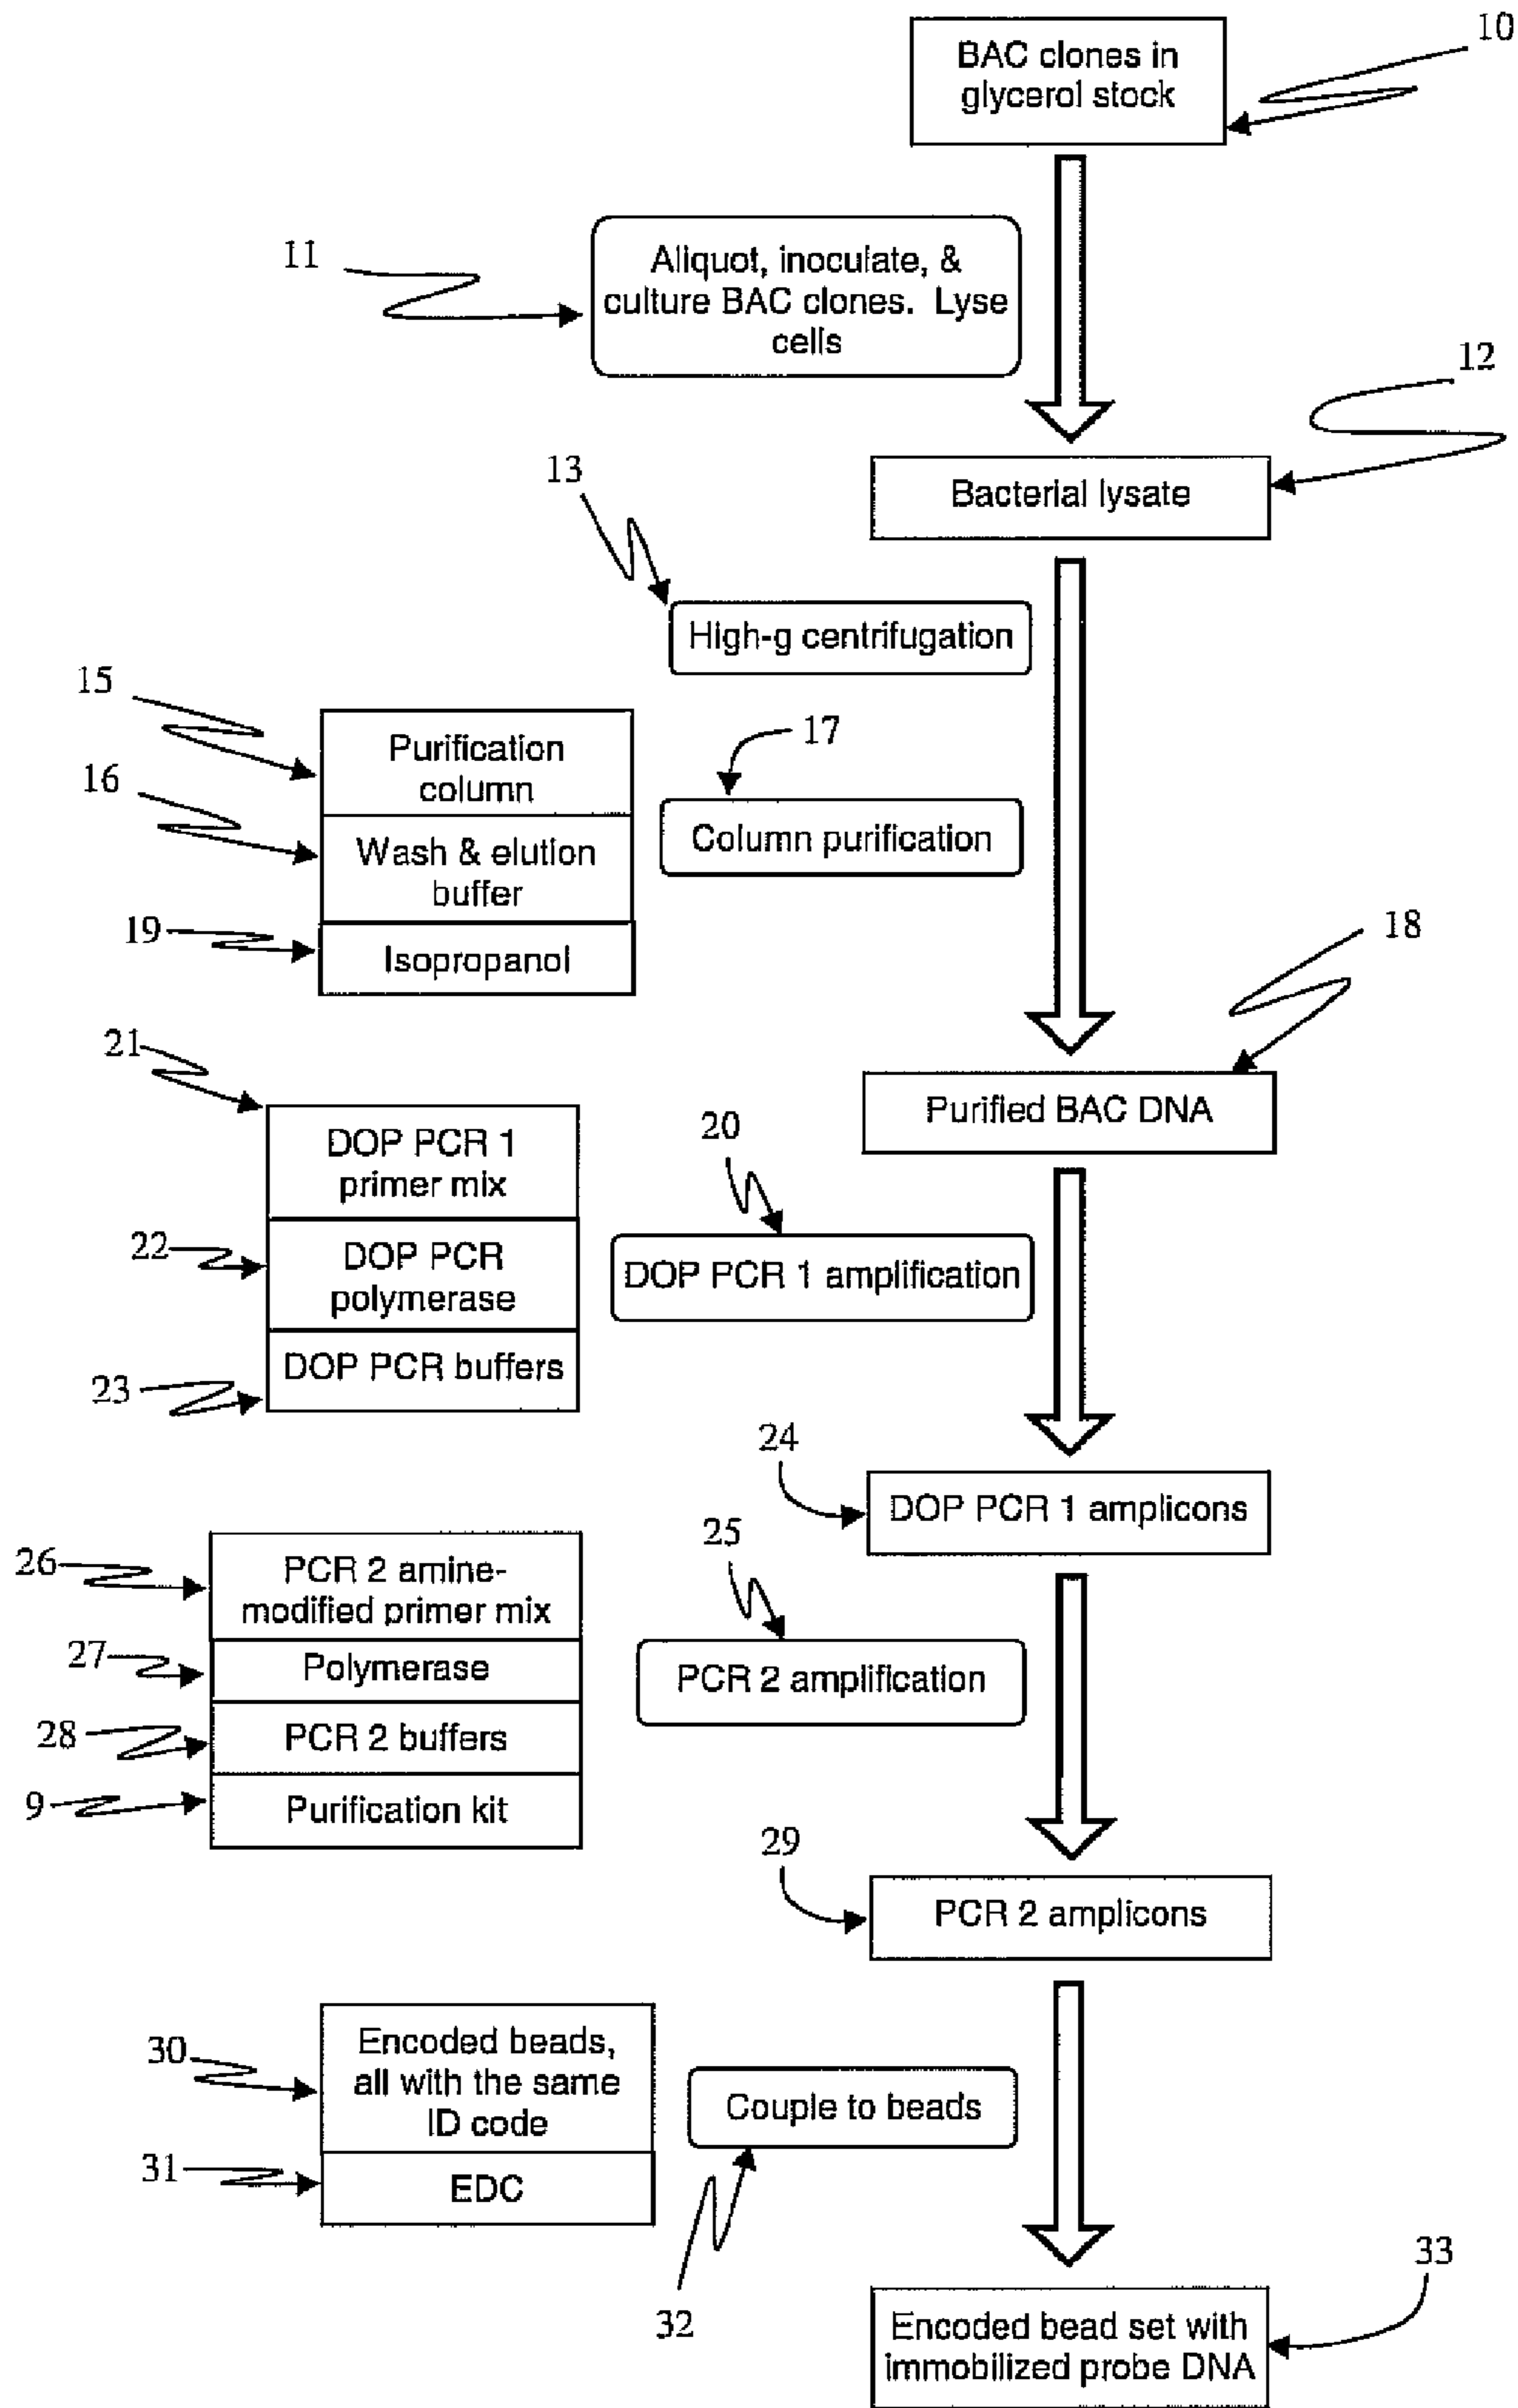 10
BAC clones in
glycerol stock
11
Aliquot, inoculate, &
culture BAC clones. Lyse
cells
12
Bacterial lysate
13
High-g centrifugation
15
Purification
column
17
16
Wash & elution
buffer
Column purification
19
Isopropanol
18
21
Purified BAC DNA
DOP PCR 1
primer mix
20
22
DOP PCR
polymerase
DOP PCR 1 amplification
23
DOP PCR buffers
24
DOP PCR 1 amplicons
26
PCR 2 amine-
modified primer mix
25
27
Polymerase
PCR 2 amplification
28
PCR 2 buffers
9
Purification kit
29
PCR 2 amplicons
30
Encoded beads,
all with the same
ID code
Couple to beads
31
EDC
32
33
Encoded bead set with
immobilized probe DNA